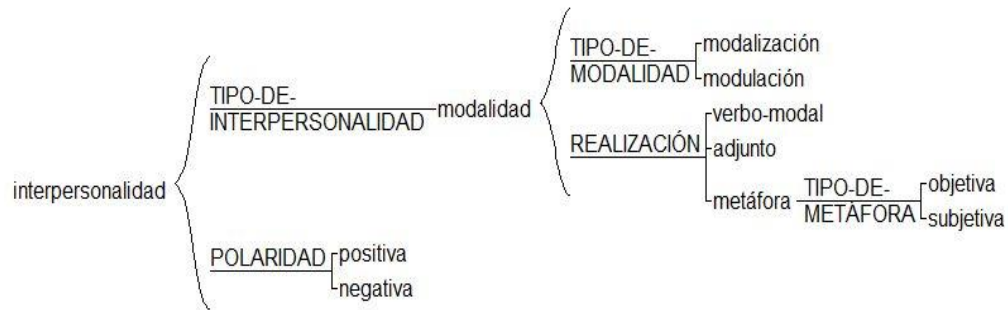 interpersonalidad
TIPO-DE-
INTERPERSONALIDAD
modalidad
TIPO-DE-
MODALIDAD
modalización
modulación
REALIZACIÓN
verbo-modal
adjunto
metáfora
TIPO-DE-
METÁFORA
objetiva
subjetiva
POLARIDAD
positiva
negativa